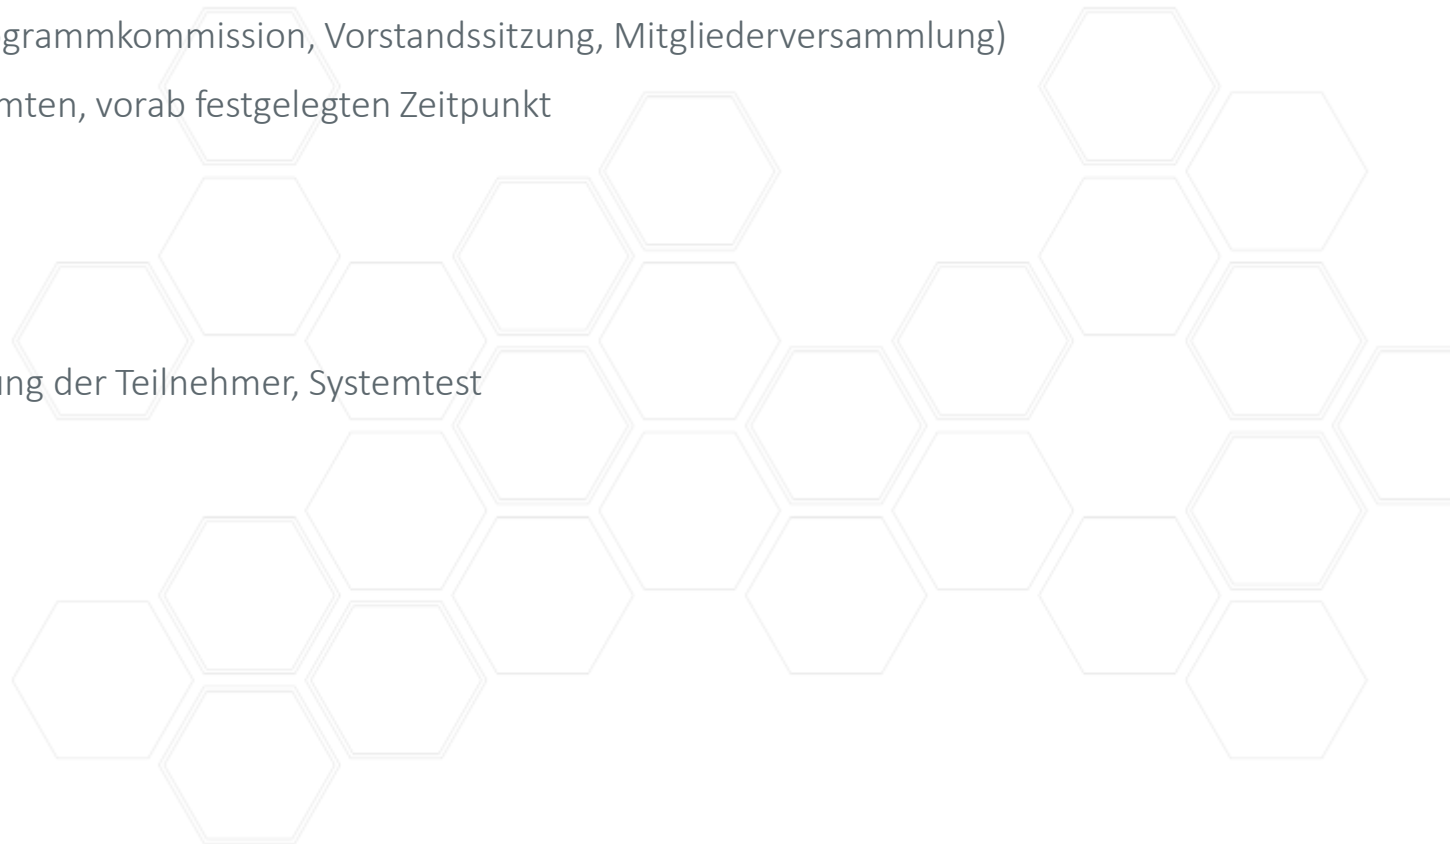 grammkommission, Vorstandssitzung, Mitgliederversammlung)
mten, vorab festgelegten Zeitpunkt
ung der Teilnehmer, Systemtest